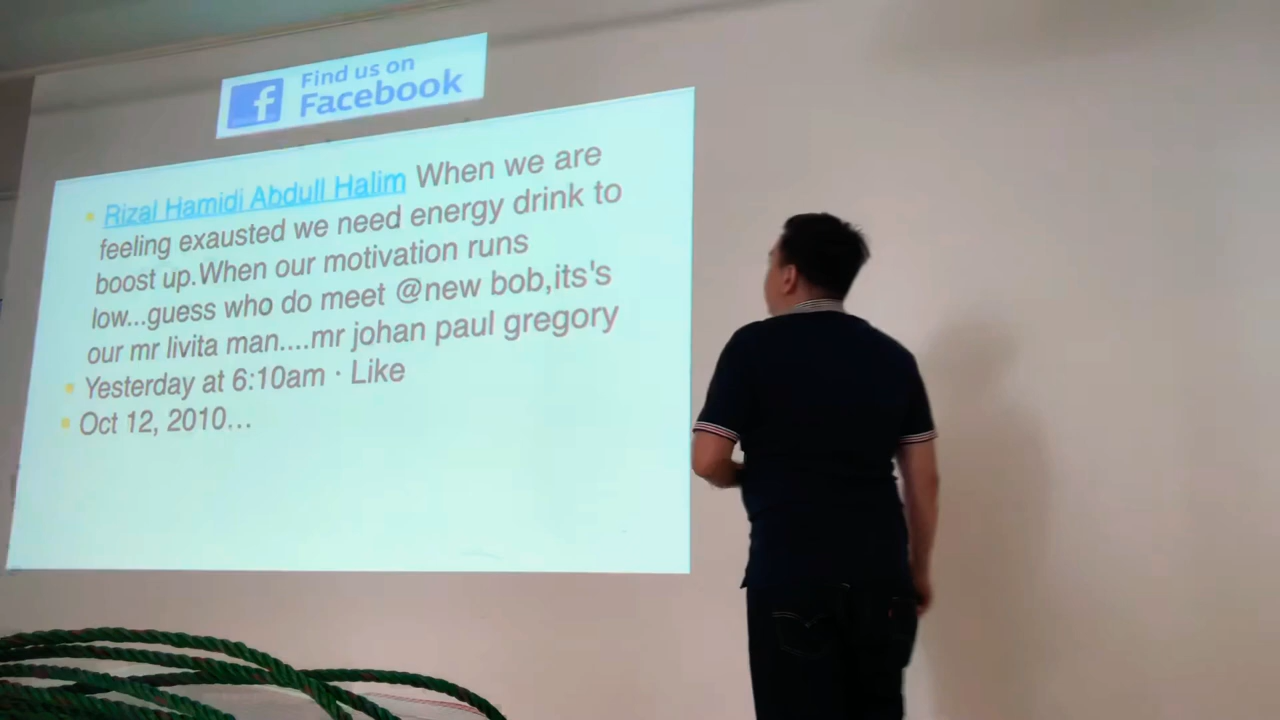 Find us on
Facebook
Rizal Hamidi Abdull Halim When we are
feeling exausted we need energy drink to
boost up.When our motivation runs
low...guess who do meet @new bob,its's
our mr livita man....mr johan paul gregory
Yesterday at 6:10am · Like
Oct 12, 2010...